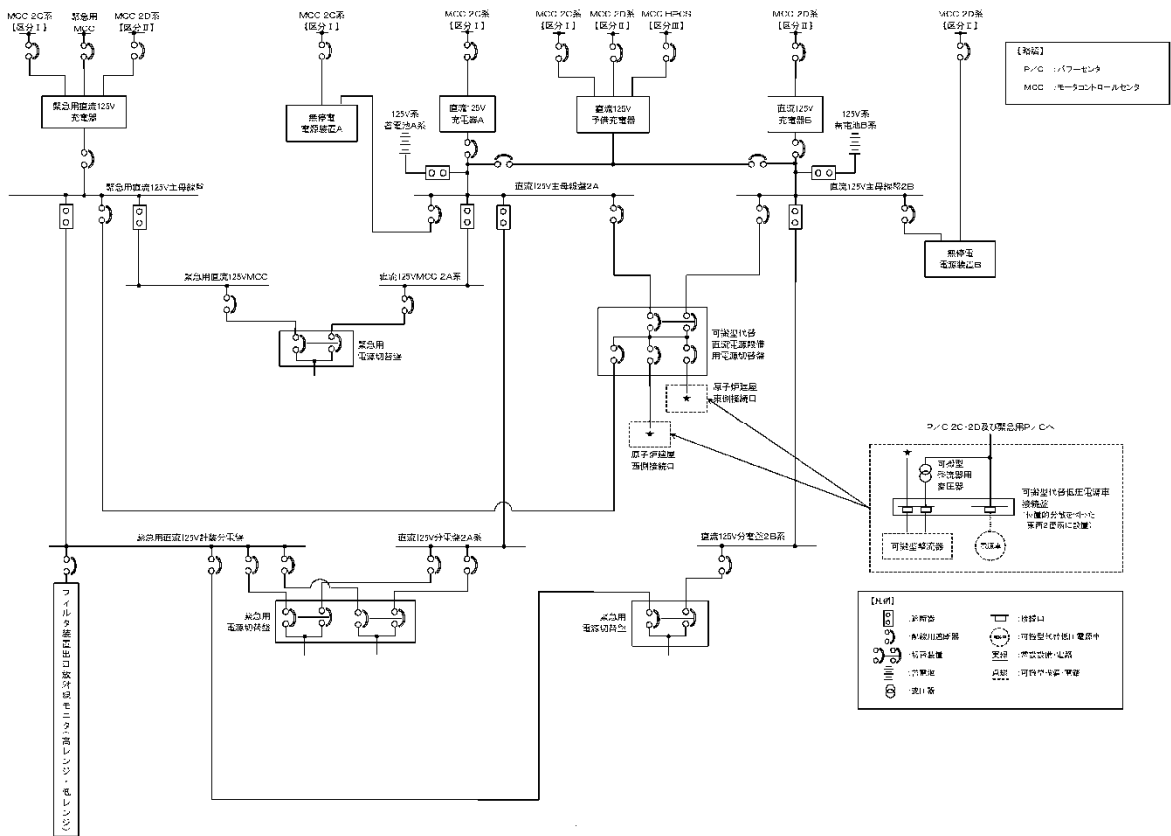 MCC 2C系
【区分Ⅰ】
緊急用
MCC
MCC 2D系
【区分Ⅱ】
MCC 2C系
【区分Ⅰ】
MCC 2C系
【区分Ⅰ】
MCC 2C系
【区分Ⅰ】
MCC 2D系
【区分Ⅱ】
MCC HPCS
【区分Ⅲ】
MCC 2D系
【区分Ⅱ】
MCC 2D系
【区分Ⅱ】
【略語】
P/C :パワーセンタ
MCC :モータコントロールセンタ
緊急用直流125V
充電器
無停電
電源装置A
直流125V
充電器A
直流125V
予備充電器
直流125V
充電器B
125V系
蓄電池A系
125V系
蓄電池B系
緊急用直流125V主母線盤
直流125V主母線盤2A
直流125V主母線盤2B
無停電
電源装置B
緊急用直流125VMCC
直流125VMCC 2A系
緊急用
電源切替盤
可搬型代替
直流電源設備
用電源切替盤
原子炉建屋
東側接続口
原子炉建屋
西側接続口
P/C 2C・2D及び緊急用P/Cへ
可搬型
整流器用
変圧器
可搬型代替低圧電源車
接続盤
可搬型整流器
電源車
緊急用直流125V計装分電盤
直流125V分電盤2A系
直流125V分電盤2B系
緊急用
電源切替盤
緊急用
電源切替盤
フィルタ装置出口放射線モニタ(高レンジ・低レンジ)
【凡例】
:遮断器
:配線用遮断器
:切替装置
:蓄電池
:変圧器
:接続口
:可搬型代替低圧電源車
実線 :常設設備・電路
点線 :可搬型設備・電路